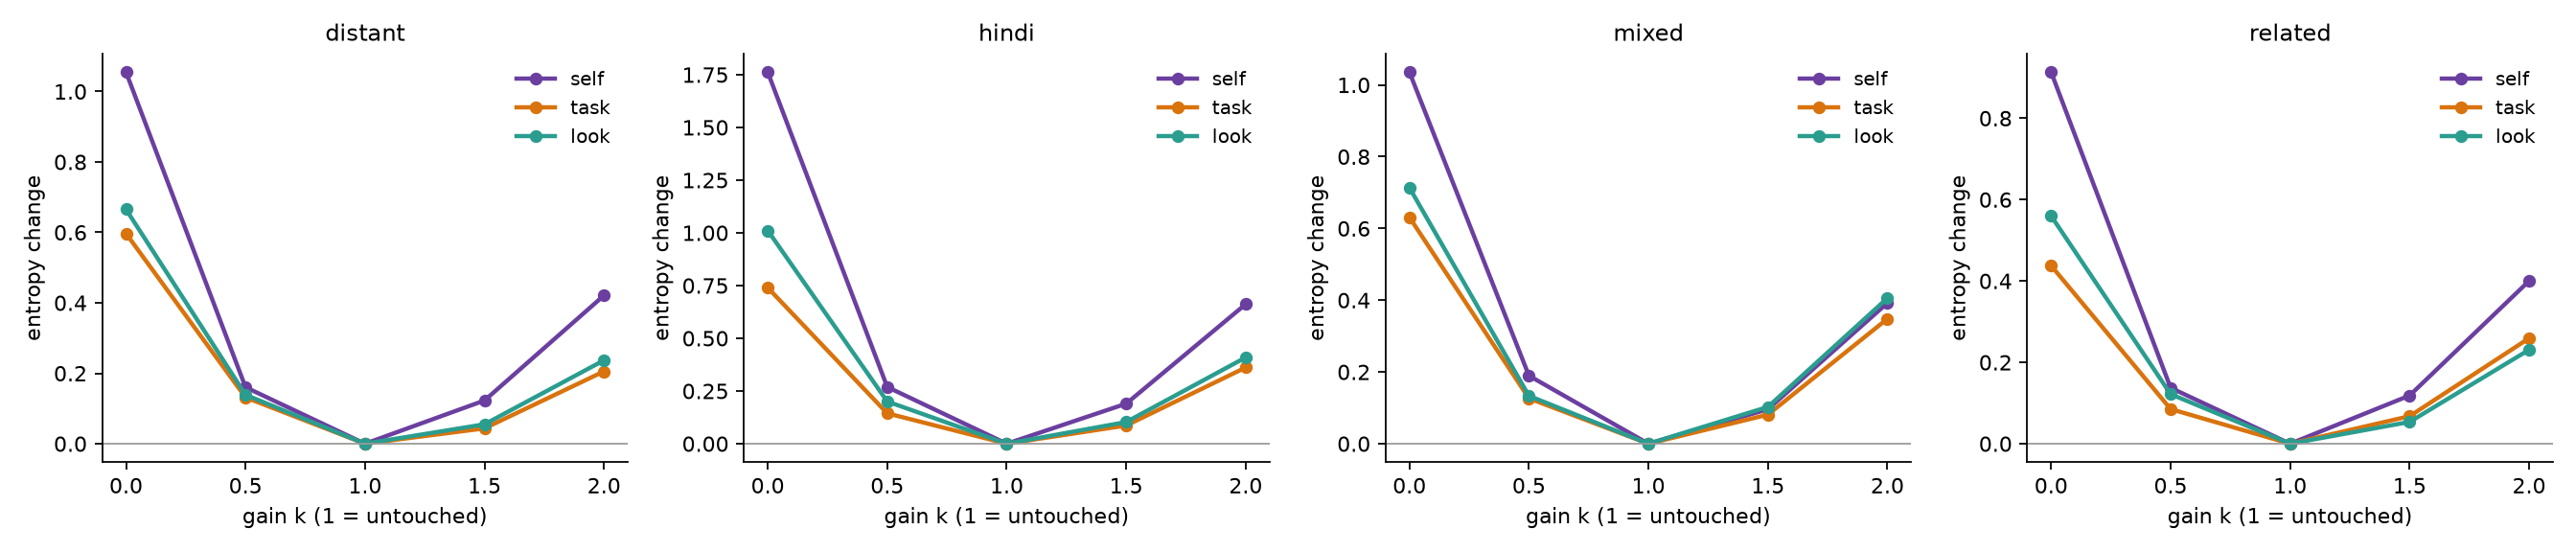 distant
self
task
look
entropy change
1.0
0.8
0.6
0.4
0.2
0.0
0.0 0.5 1.0 1.5 2.0
gain k (1 = untouched)
hindi
self
task
look
entropy change
1.75
1.50
1.25
1.00
0.75
0.50
0.25
0.00
0.0 0.5 1.0 1.5 2.0
gain k (1 = untouched)
mixed
self
task
look
entropy change
1.0
0.8
0.6
0.4
0.2
0.0
0.0 0.5 1.0 1.5 2.0
gain k (1 = untouched)
related
self
task
look
entropy change
0.8
0.6
0.4
0.2
0.0
0.0 0.5 1.0 1.5 2.0
gain k (1 = untouched)